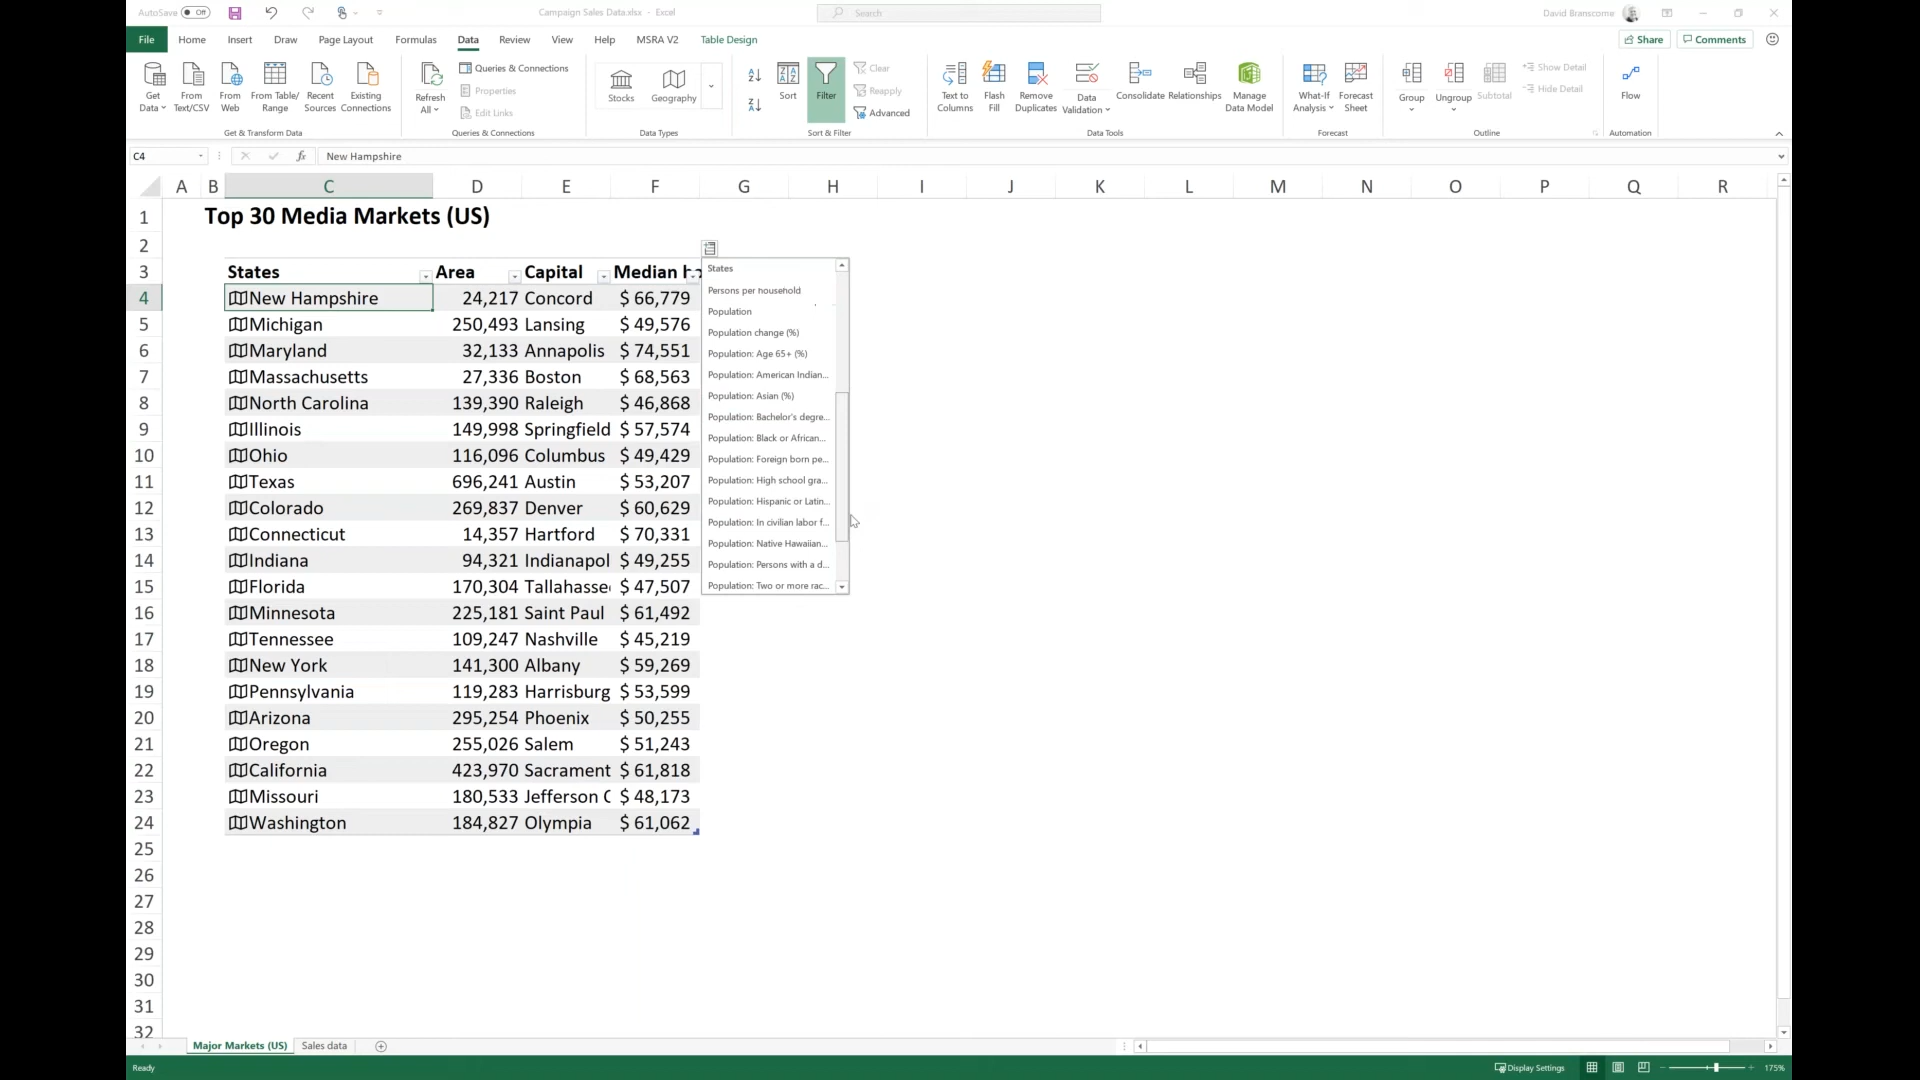 AutoSave Off Campaign Sales Data.xlsx - Excel Search David Branscome
File Home Insert Draw Page Layout Formulas Data Review View Help MSRA V2 Table Design Share Comments
Get Data From Text/CSV From Web From Table/ Range Recent Sources Existing Connections
Get & Transform Data
Refresh All Queries & Connections
Properties
Edit Links
Queries & Connections
Stocks Geography
Data Types
Sort Filter Clear
Reapply
Advanced
Sort & Filter
Text to Columns Flash Fill Remove Duplicates Data Validation Consolidate Relationships Manage Data Model
Data Tools
What-If Analysis Forecast Sheet
Forecast
Group Ungroup Subtotal Show Detail
Hide Detail
Outline
Flow
Automation
C4 fx New Hampshire
A B C D E F G H I J K L M N O P Q R
1 Top 30 Media Markets (US)
2
3 States Area Capital Median h
4 New Hampshire 24,217 Concord $ 66,779
5 Michigan 250,493 Lansing $ 49,576
6 Maryland 32,133 Annapolis $ 74,551
7 Massachusetts 27,336 Boston $ 68,563
8 North Carolina 139,390 Raleigh $ 46,868
9 Illinois 149,998 Springfield $ 57,574
10 Ohio 116,096 Columbus $ 49,429
11 Texas 696,241 Austin $ 53,207
12 Colorado 269,837 Denver $ 60,629
13 Connecticut 14,357 Hartford $ 70,331
14 Indiana 94,321 Indianapol $ 49,255
15 Florida 170,304 Tallahasse $ 47,507
16 Minnesota 225,181 Saint Paul $ 61,492
17 Tennessee 109,247 Nashville $ 45,219
18 New York 141,300 Albany $ 59,269
19 Pennsylvania 119,283 Harrisburg $ 53,599
20 Arizona 295,254 Phoenix $ 50,255
21 Oregon 255,026 Salem $ 51,243
22 California 423,970 Sacrament $ 61,818
23 Missouri 180,533 Jefferson C $ 48,173
24 Washington 184,827 Olympia $ 61,062
25
26
27
28
29
30
31
32
States
Persons per household
Population
Population change (%)
Population: Age 65+ (%)
Population: American Indian...
Population: Asian (%)
Population: Bachelor's degre...
Population: Black or African...
Population: Foreign born pe...
Population: High school gra...
Population: Hispanic or Latin...
Population: In civilian labor f...
Population: Native Hawaiian...
Population: Persons with a d...
Population: Two or more rac...
Major Markets (US) Sales data
Ready Display Settings 175%